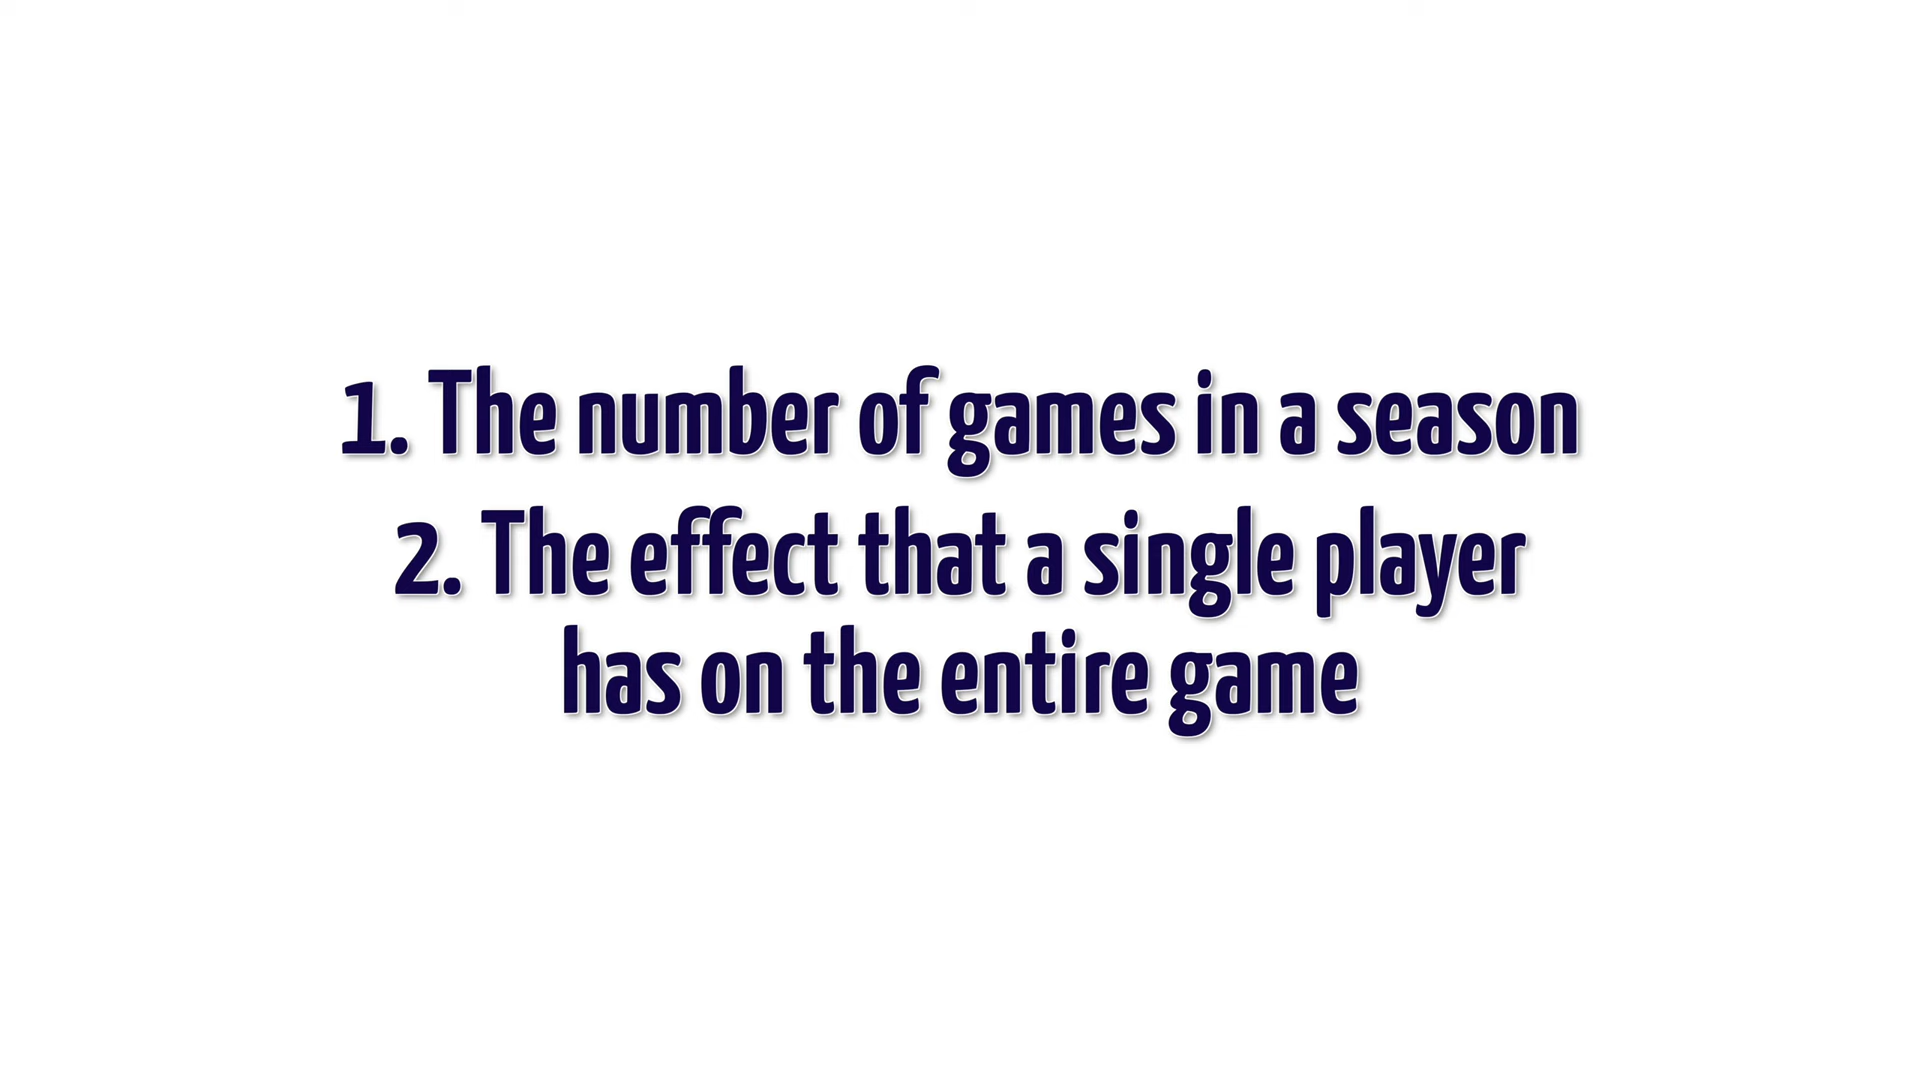 1. The number of games in a season
2. The effect that a single player
has on the entire game